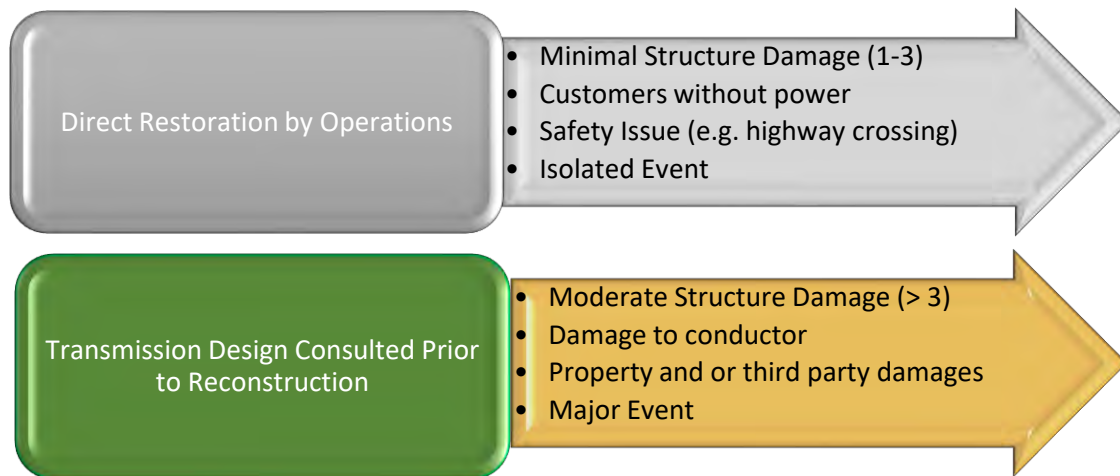 Direct Restoration by Operations
• Minimal Structure Damage (1-3)
• Customers without power
• Safety Issue (e.g. highway crossing)
• Isolated Event
Transmission Design Consulted Prior
to Reconstruction
• Moderate Structure Damage (> 3)
• Damage to conductor
• Property and or third party damages
• Major Event